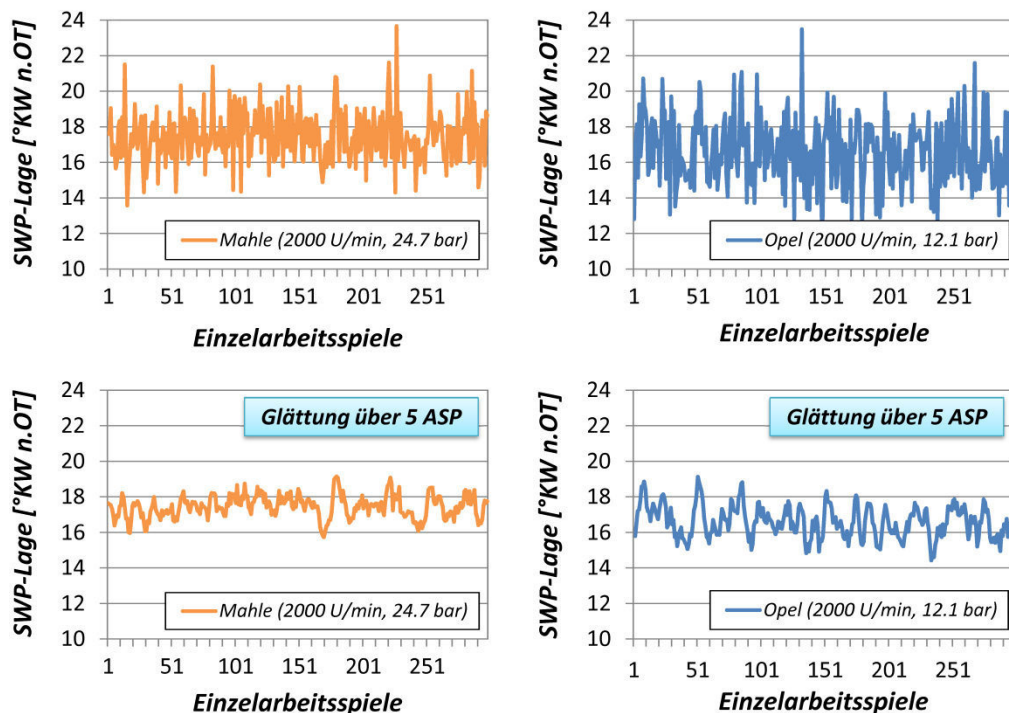 SWP-Lage [°KW n.OT]
24
22
20
18
16
14
12
10
Mahle (2000 U/min, 24.7 bar)
1 51 101 151 201 251
Einzelarbeitsspiele
SWP-Lage [°KW n.OT]
24
22
20
18
16
14
12
10
Opel (2000 U/min, 12.1 bar)
1 51 101 151 201 251
Einzelarbeitsspiele
SWP-Lage [°KW n.OT]
24
22
20
18
16
14
12
10
Glättung über 5 ASP
Mahle (2000 U/min, 24.7 bar)
1 51 101 151 201 251
Einzelarbeitsspiele
SWP-Lage [°KW n.OT]
24
22
20
18
16
14
12
10
Glättung über 5 ASP
Opel (2000 U/min, 12.1 bar)
1 51 101 151 201 251
Einzelarbeitsspiele